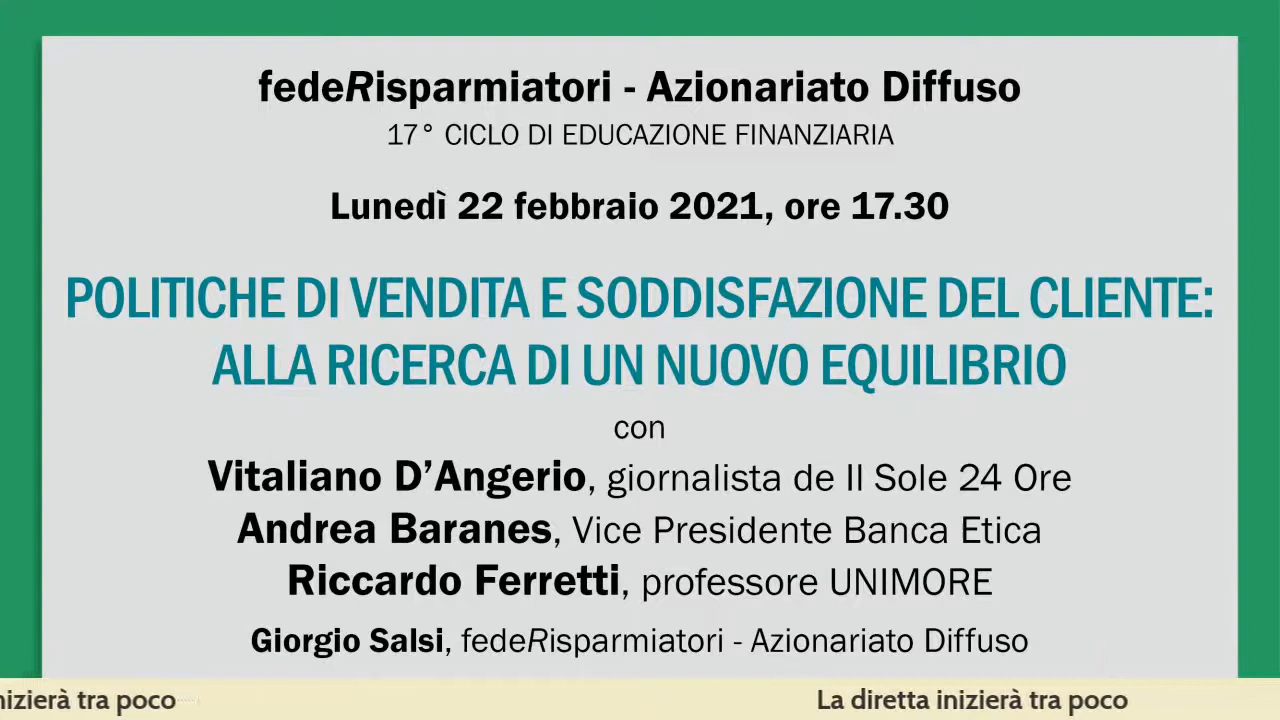 fedeRisparmiatori - Azionariato Diffuso
17° CICLO DI EDUCAZIONE FINANZIARIA
Lunedì 22 febbraio 2021, ore 17.30
POLITICHE DI VENDITA E SODDISFAZIONE DEL CLIENTE:
ALLA RICERCA DI UN NUOVO EQUILIBRIO
con
Vitaliano D’Angerio, giornalista de Il Sole 24 Ore
Andrea Baranes, Vice Presidente Banca Etica
Riccardo Ferretti, professore UNIMORE
Giorgio Salsi, fedeRisparmiatori - Azionariato Diffuso
nizierà tra poco La diretta inizierà tra poco